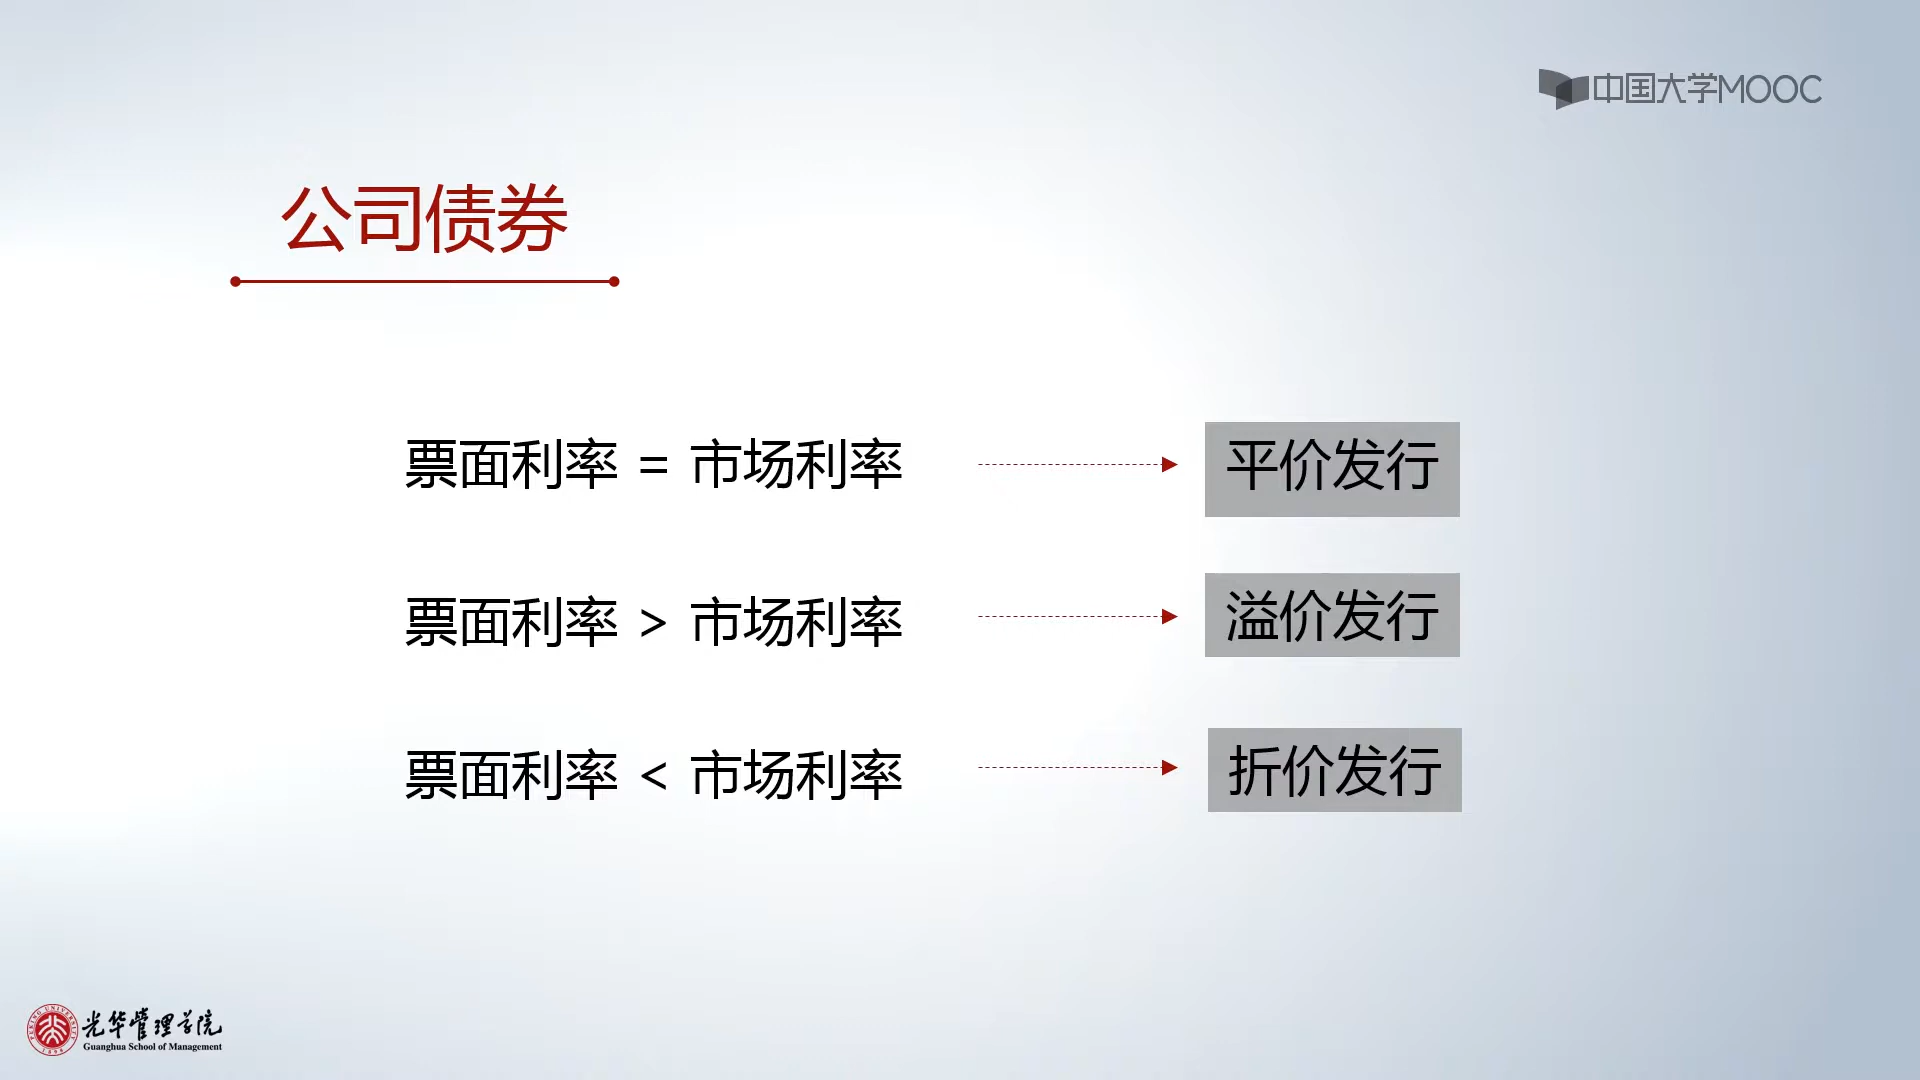 中国大学MOOC
公司债券
票面利率 = 市场利率 平价发行
票面利率 > 市场利率 溢价发行
票面利率 < 市场利率 折价发行
PEKING UNIVERSITY
1898
光华管理学院
Guanghua School of Management